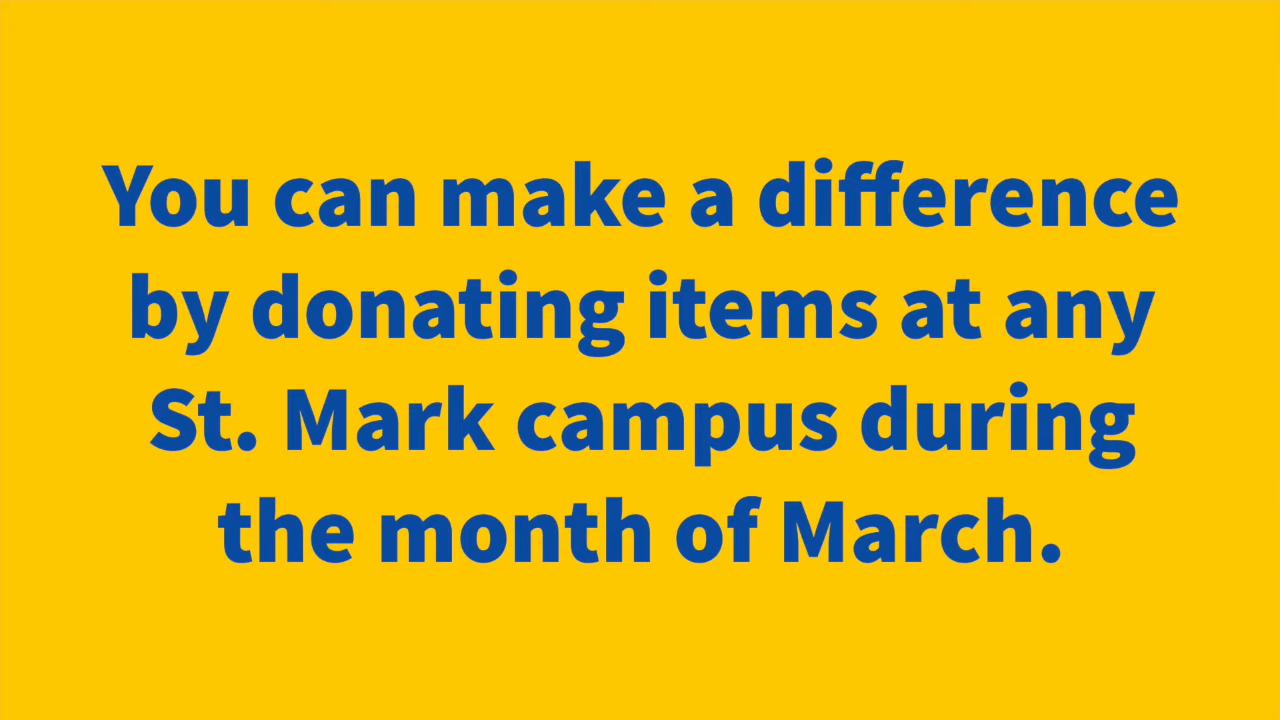 You can make a difference
by donating items at any
St. Mark campus during
the month of March.